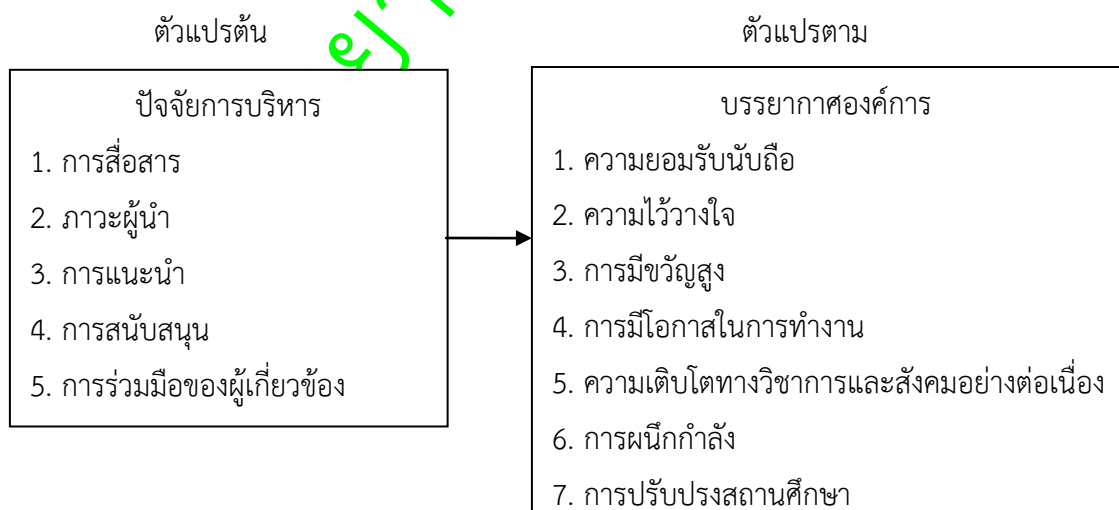 ตัวแปรต้น
ตัวแปรตาม
ปัจจัยการบริหาร
1. การสื่อสาร
2. ภาวะผู้นำ
3. การแนะนำ
4. การสนับสนุน
5. การร่วมมือของผู้เกี่ยวข้อง
บรรยากาศองค์การ
1. ความยอมรับนับถือ
2. ความไว้วางใจ
3. การมีขวัญสูง
4. การมีโอกาสในการทำงาน
5. ความเติบโตทางวิชาการและสังคมอย่างต่อเนื่อง
6. การผนึกกำลัง
7. การปรับปรุงสถานศึกษา